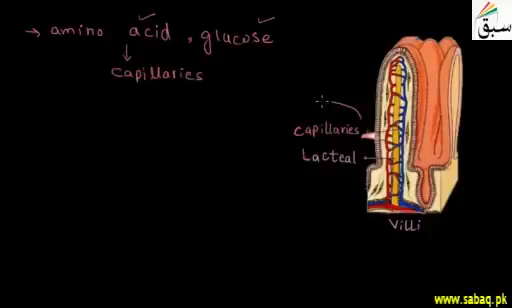 → amino acid, glucose
↓
capillaries
capillaries
Lacteal
Villi
سبق
www.sabaq.pk